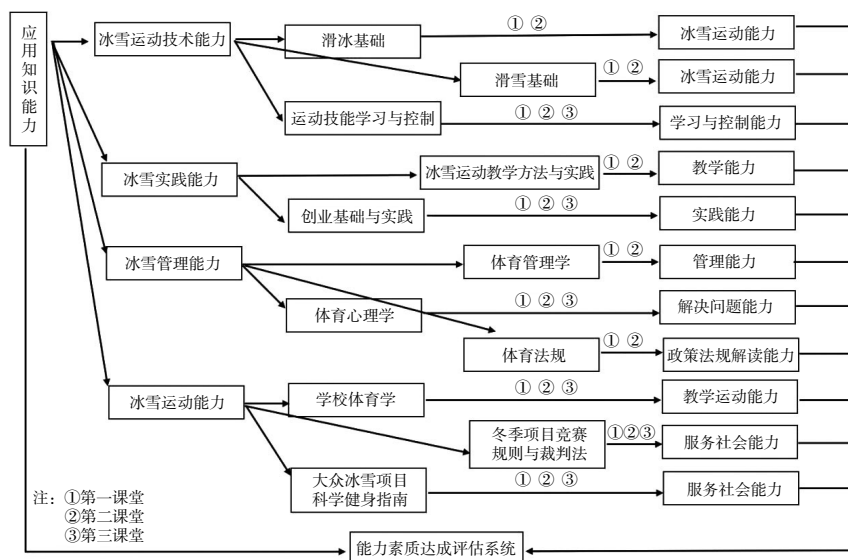 应用知识能力
冰雪运动技术能力
滑冰基础
① ②
冰雪运动能力
滑雪基础
① ②
冰雪运动能力
运动技能学习与控制
① ② ③
学习与控制能力
冰雪实践能力
冰雪运动教学方法与实践
① ②
教学能力
创业基础与实践
① ② ③
实践能力
冰雪管理能力
体育管理学
① ②
管理能力
体育心理学
① ② ③
解决问题能力
体育法规
① ②
政策法规解读能力
冰雪运动能力
学校体育学
① ② ③
教学运动能力
冬季项目竞赛
规则与裁判法
①②③
服务社会能力
大众冰雪项目
科学健身指南
① ② ③
服务社会能力
注：①第一课堂
②第二课堂
③第三课堂
能力素质达成评估系统